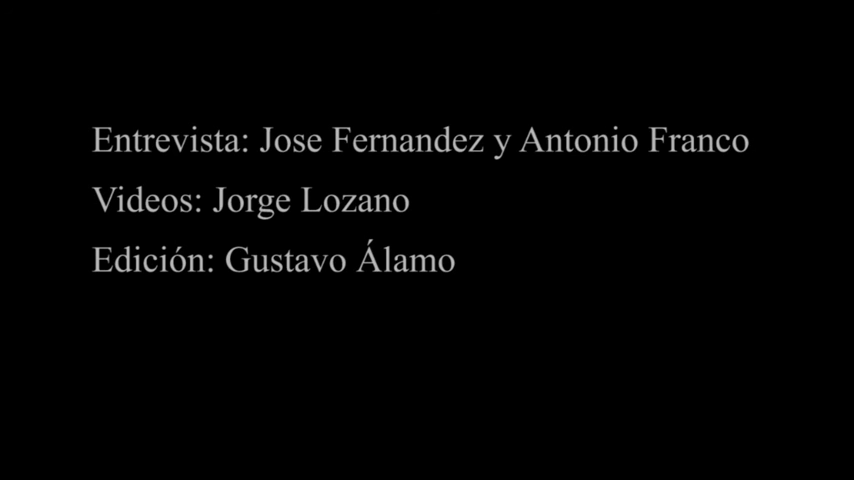 Entrevista: Jose Fernandez y Antonio Franco
Videos: Jorge Lozano
Edición: Gustavo Álamo